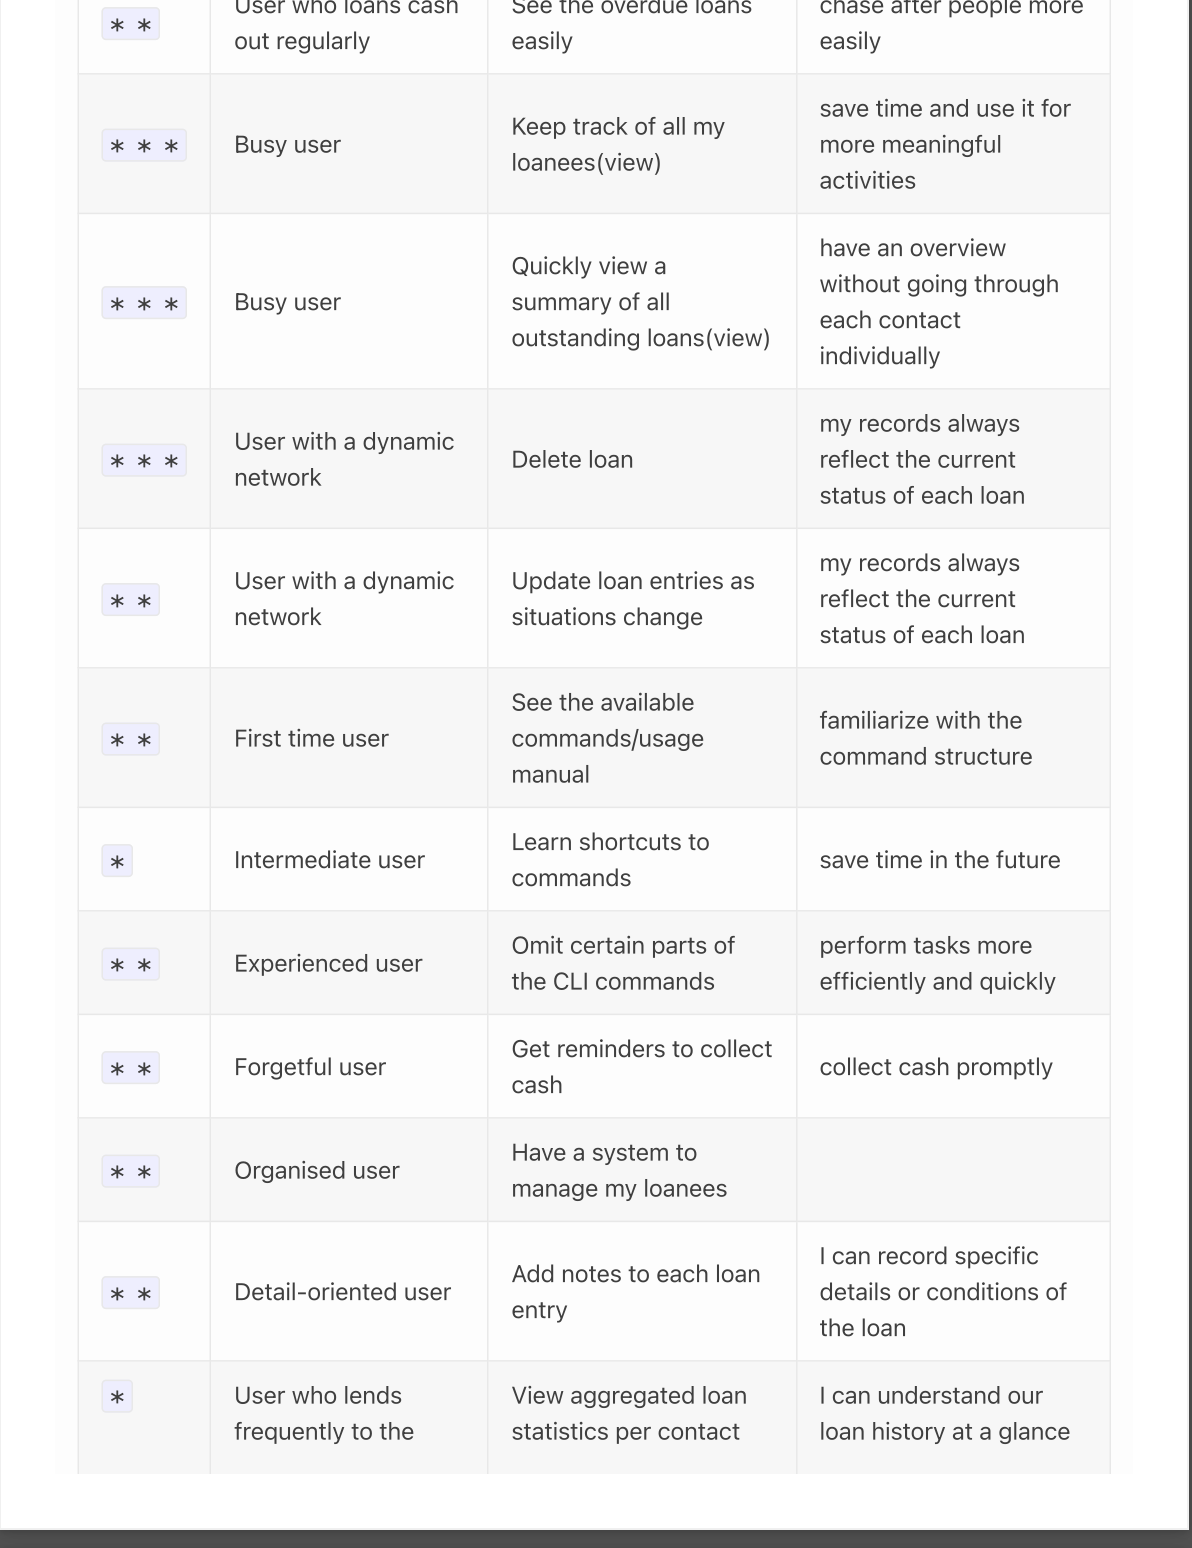 * *
User who loans cash
out regularly
See the overdue loans
easily
chase after people more
easily
* * *
Busy user
Keep track of all my
loanees(view)
save time and use it for
more meaningful
activities
* * *
Busy user
Quickly view a
summary of all
outstanding loans(view)
have an overview
without going through
each contact
individually
* * *
User with a dynamic
network
Delete loan
my records always
reflect the current
status of each loan
* *
User with a dynamic
network
Update loan entries as
situations change
my records always
reflect the current
status of each loan
* *
First time user
See the available
commands/usage
manual
familiarize with the
command structure
*
Intermediate user
Learn shortcuts to
commands
save time in the future
* *
Experienced user
Omit certain parts of
the CLI commands
perform tasks more
efficiently and quickly
* *
Forgetful user
Get reminders to collect
cash
collect cash promptly
* *
Organised user
Have a system to
manage my loanees
* *
Detail-oriented user
Add notes to each loan
entry
I can record specific
details or conditions of
the loan
*
User who lends
frequently to the
View aggregated loan
statistics per contact
I can understand our
loan history at a glance